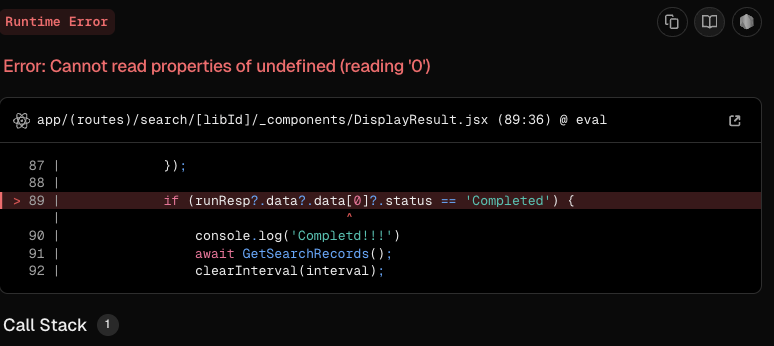 Runtime Error
Error: Cannot read properties of undefined (reading '0')
app/(routes)/search/[libId]/_components/DisplayResult.jsx (89:36) @ eval
87 |             });
88 |
> 89 |             if (runResp?.data?.data[0]?.status == 'Completed') {
|                                    ^
90 |                 console.log('Completd!!!')
91 |                 await GetSearchRecords();
92 |                 clearInterval(interval);
Call Stack 1